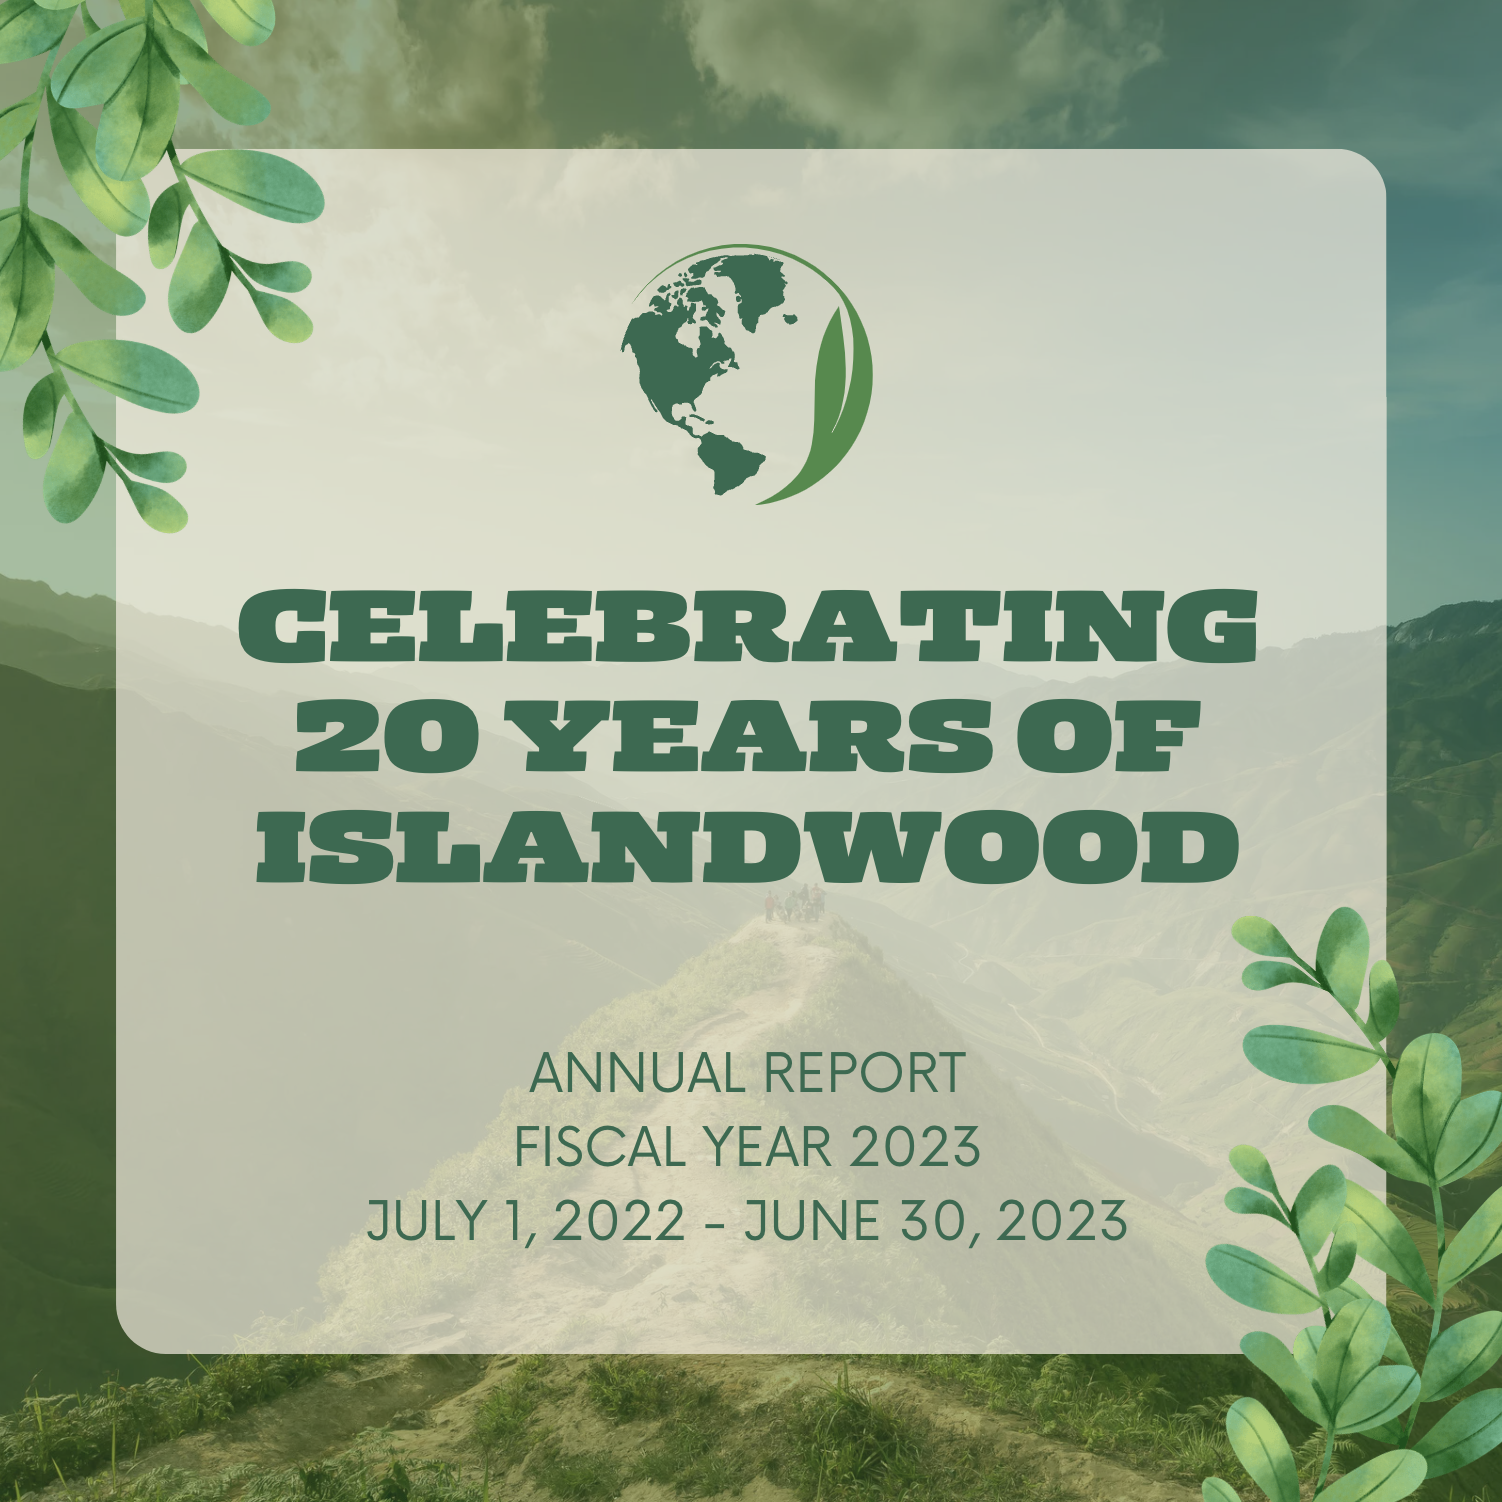 CELEBRATING
20 YEARS OF
ISLANDWOOD
ANNUAL REPORT
FISCAL YEAR 2023
JULY 1, 2022 - JUNE 30, 2023